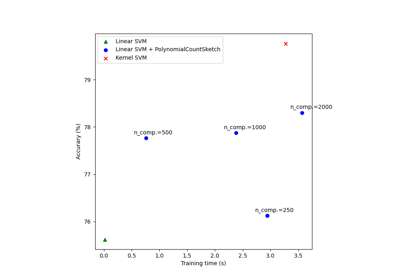 Linear SVM
Linear SVM + PolynomialCountSketch
Kernel SVM
n_comp.=2000
n_comp.=1000
n_comp.=500
n_comp.=250
79
78
77
76
Accurary (%)
0.0 0.5 1.0 1.5 2.0 2.5 3.0 3.5
Training time (s)